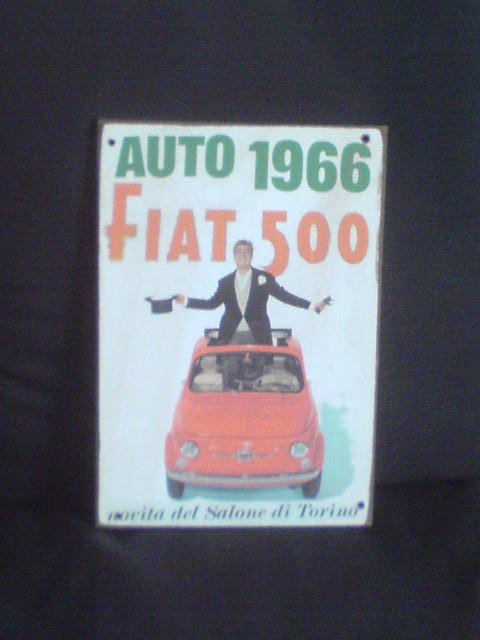 AUTO 1966
FIAT 500
novità del Salone di Torino